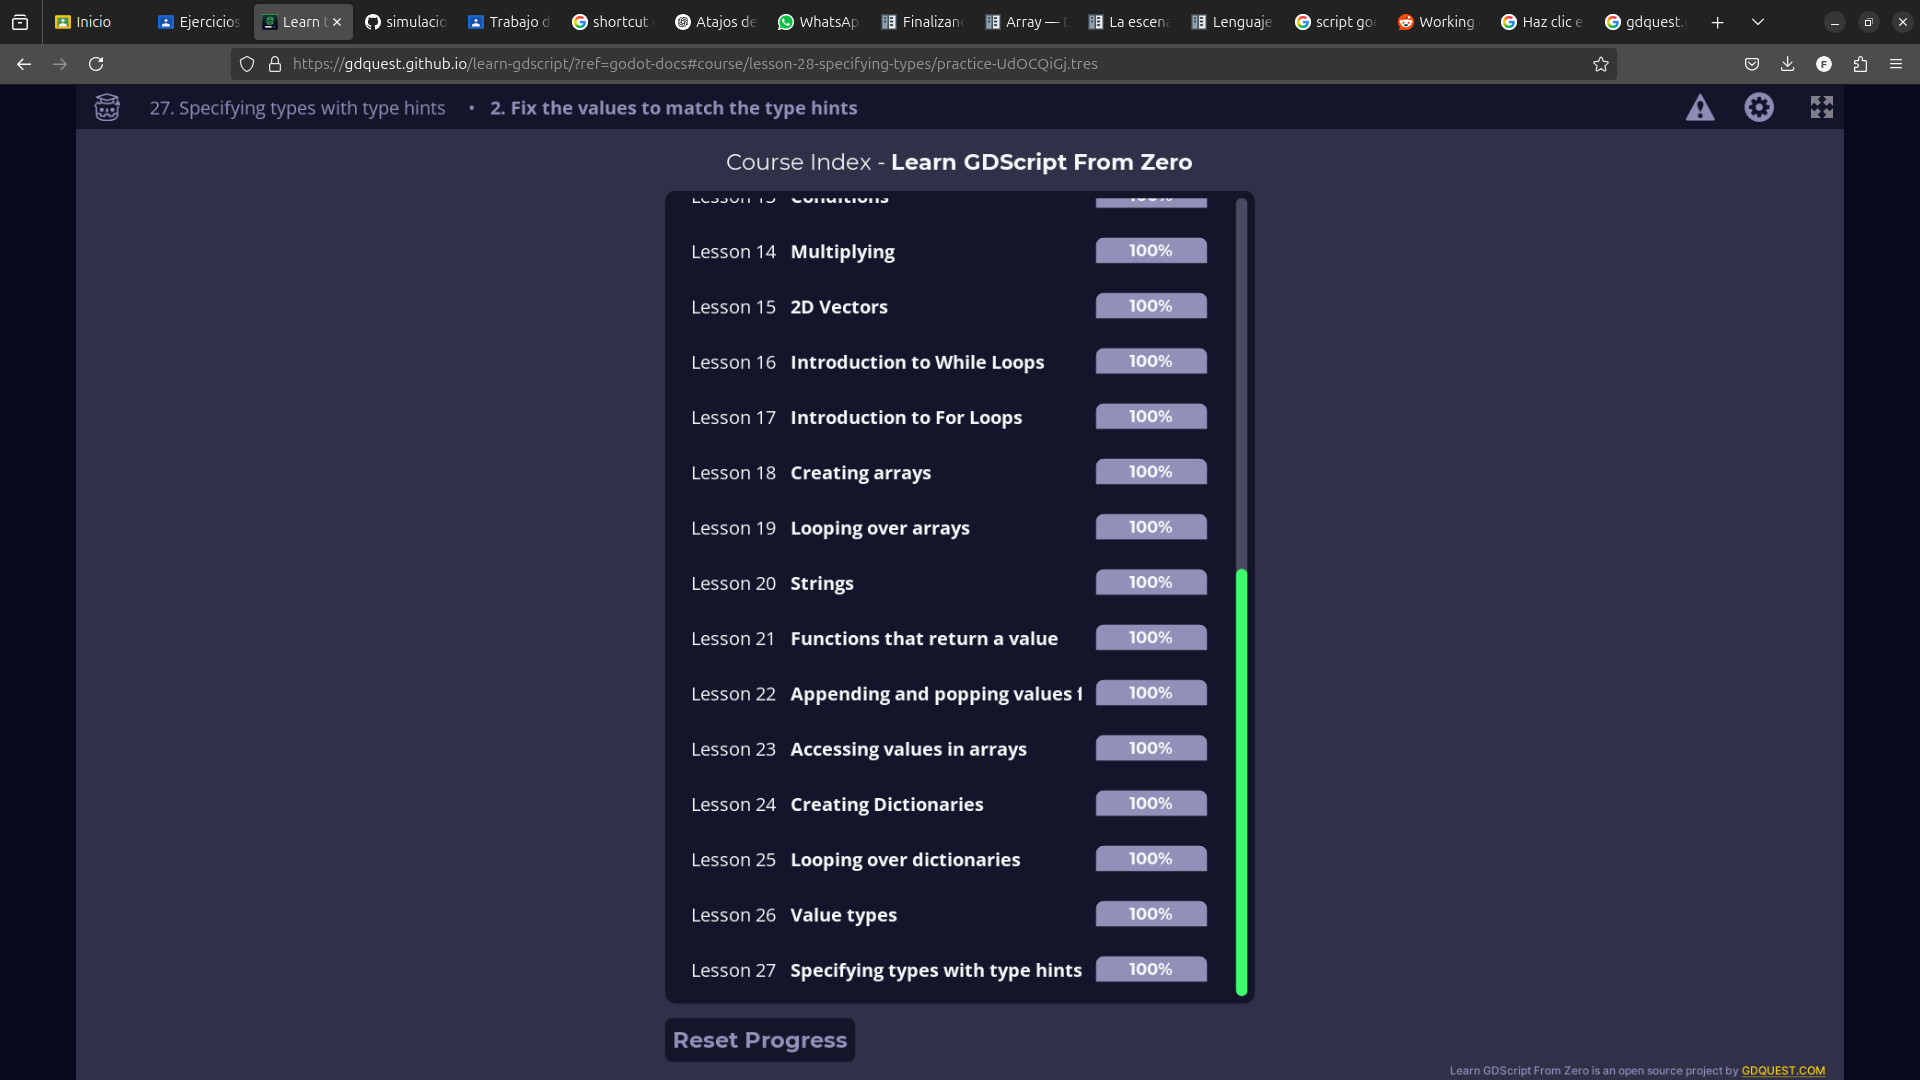 Inicio
Ejercicios
Learn t
simulacio
Trabajo d
shortcut
Atajos de
WhatsAp
Finalizan
Array — D
La escena
Lenguaje
script god
Working
Haz clic e
gdquest.
https://gdquest.github.io/learn-gdscript/?ref=godot-docs#course/lesson-28-specifying-types/practice-UdOCQiGj.tres
27. Specifying types with type hints • 2. Fix the values to match the type hints
Course Index - Learn GDScript From Zero
Lesson 13 Conditions 100%
Lesson 14 Multiplying 100%
Lesson 15 2D Vectors 100%
Lesson 16 Introduction to While Loops 100%
Lesson 17 Introduction to For Loops 100%
Lesson 18 Creating arrays 100%
Lesson 19 Looping over arrays 100%
Lesson 20 Strings 100%
Lesson 21 Functions that return a value 100%
Lesson 22 Appending and popping values f 100%
Lesson 23 Accessing values in arrays 100%
Lesson 24 Creating Dictionaries 100%
Lesson 25 Looping over dictionaries 100%
Lesson 26 Value types 100%
Lesson 27 Specifying types with type hints 100%
Reset Progress
Learn GDScript From Zero is an open source project by GDQUEST.COM